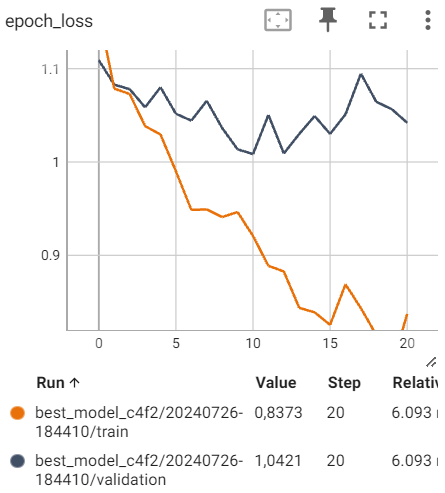 epoch_loss
1.1
1
0.9
0 5 10 15 20
Run ↑ Value Step Relativ
best_model_c4f2/20240726- 0,8373 20 6.093
184410/train
best_model_c4f2/20240726- 1,0421 20 6.093
184410/validation